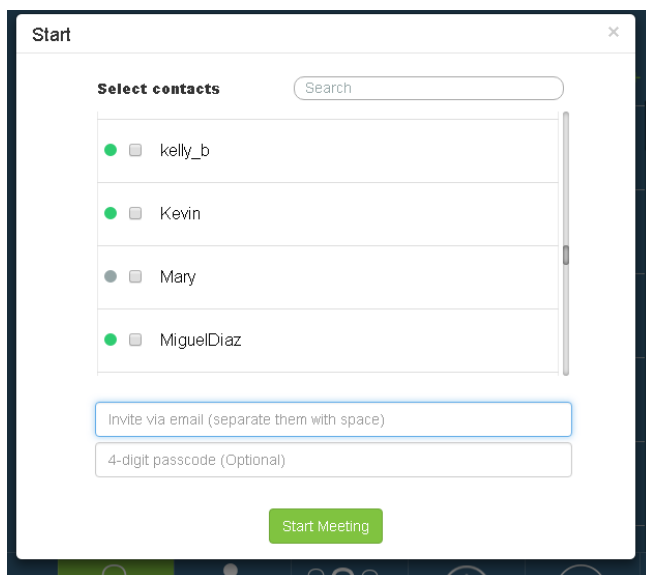 Start
×
Select contacts
Search
kelly_b
Kevin
Mary
MiguelDiaz
Invite via email (separate them with space)
4-digit passcode (Optional)
Start Meeting